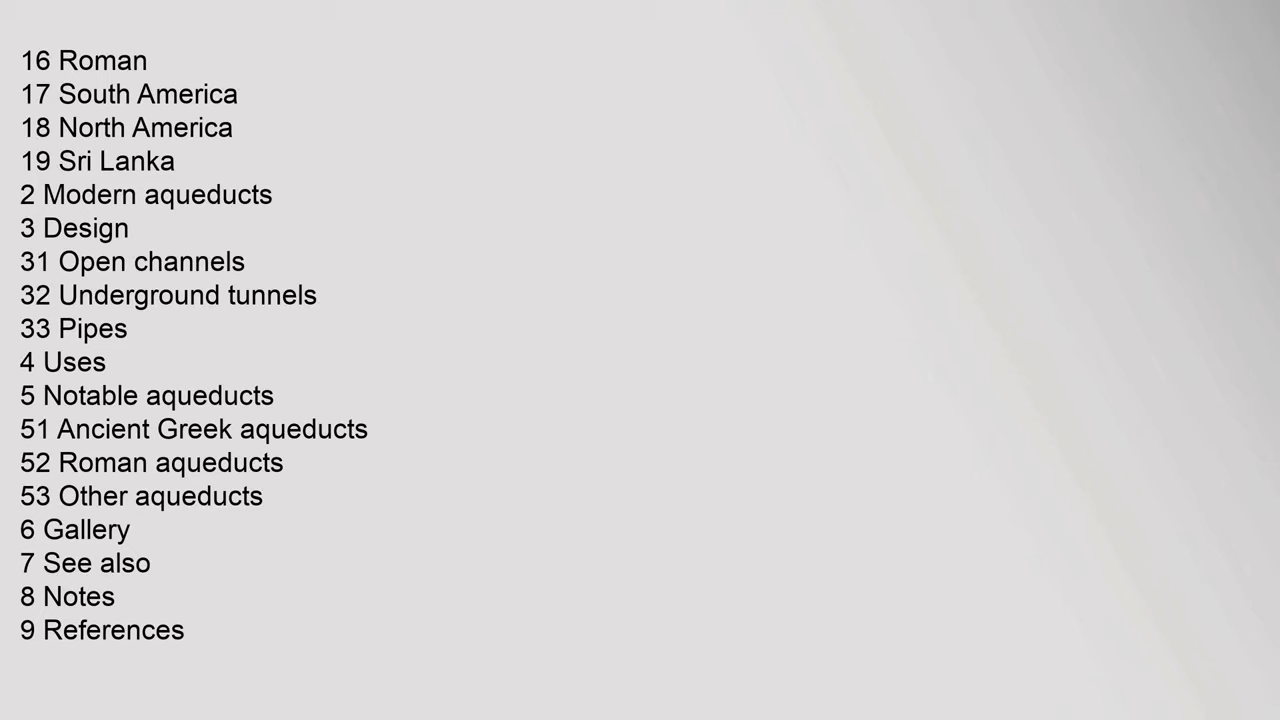 16 Roman
17 South America
18 North America
19 Sri Lanka
2 Modern aqueducts
3 Design
31 Open channels
32 Underground tunnels
33 Pipes
4 Uses
5 Notable aqueducts
51 Ancient Greek aqueducts
52 Roman aqueducts
53 Other aqueducts
6 Gallery
7 See also
8 Notes
9 References